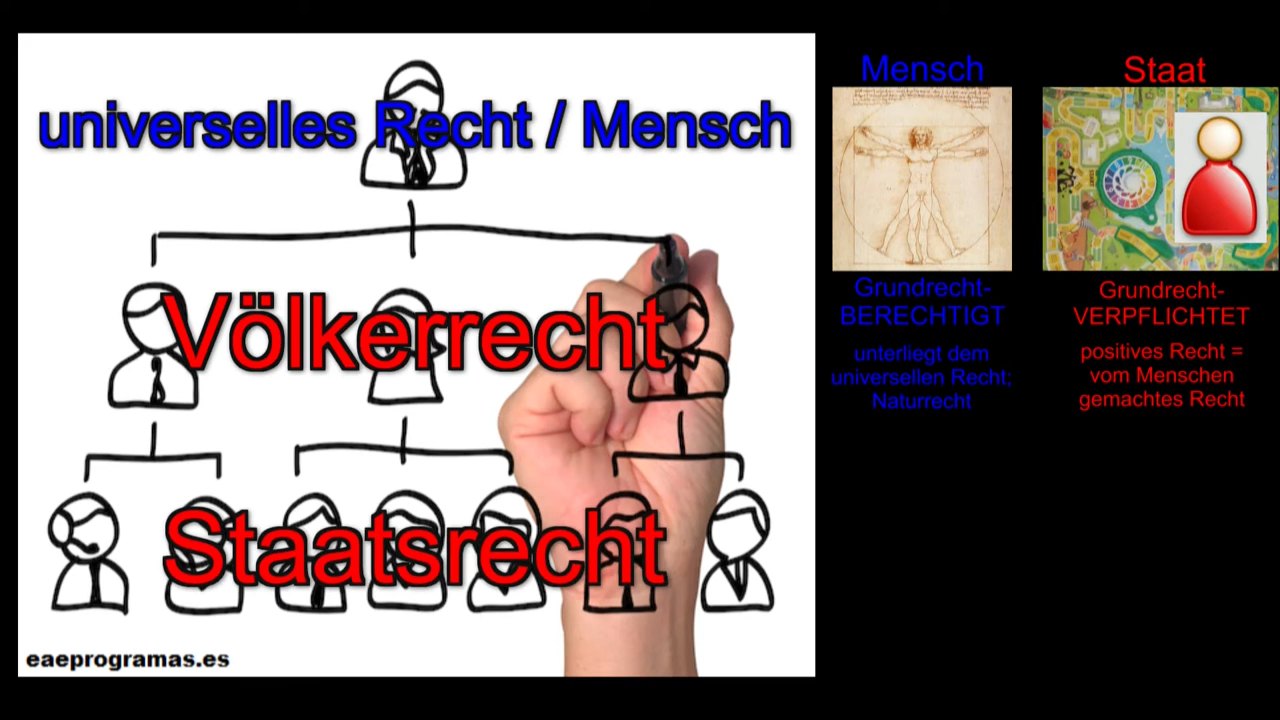 universelles Recht / Mensch
Völkerrecht
Staatsrecht
eaeprogramas.es
Mensch
Grundrecht-
BERECHTIGT
unterliegt dem
universellen Recht;
Naturrecht
Staat
Grundrecht-
VERPFLICHTET
positives Recht =
vom Menschen
gemachtes Recht